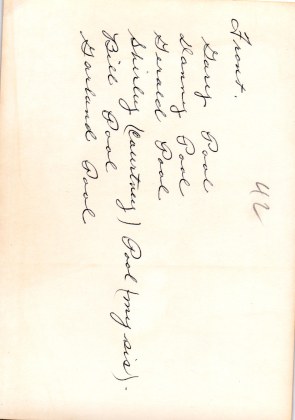 Front.
Gary Pool
Danny Pool
Gerald Pool
Shirley (Courtney) Pool (my sis).
Bill Pool
Garland Pool
42